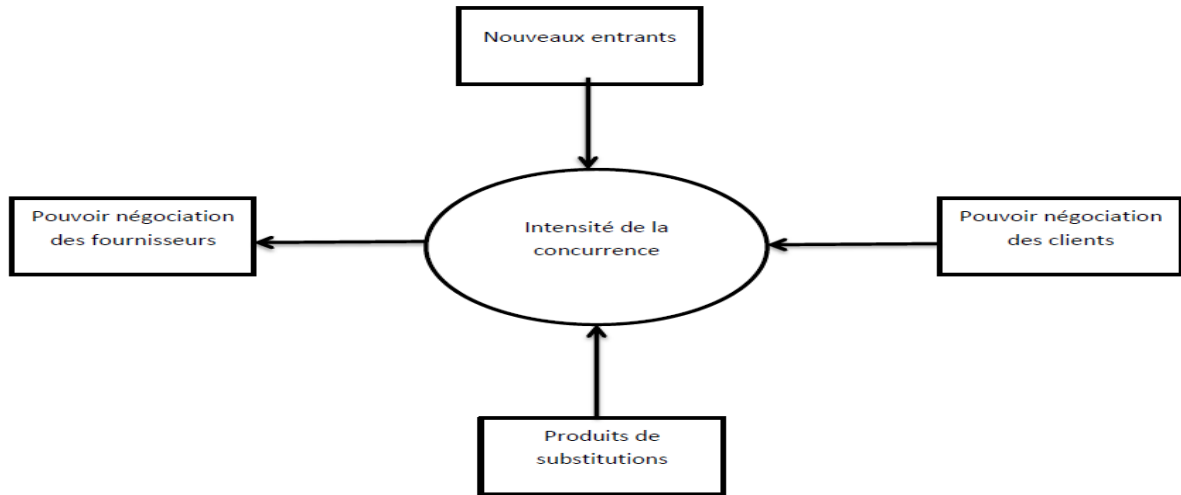 Nouveaux entrants
Pouvoir négociation
des fournisseurs
Intensité de la
concurrence
Pouvoir négociation
des clients
Produits de
substitutions